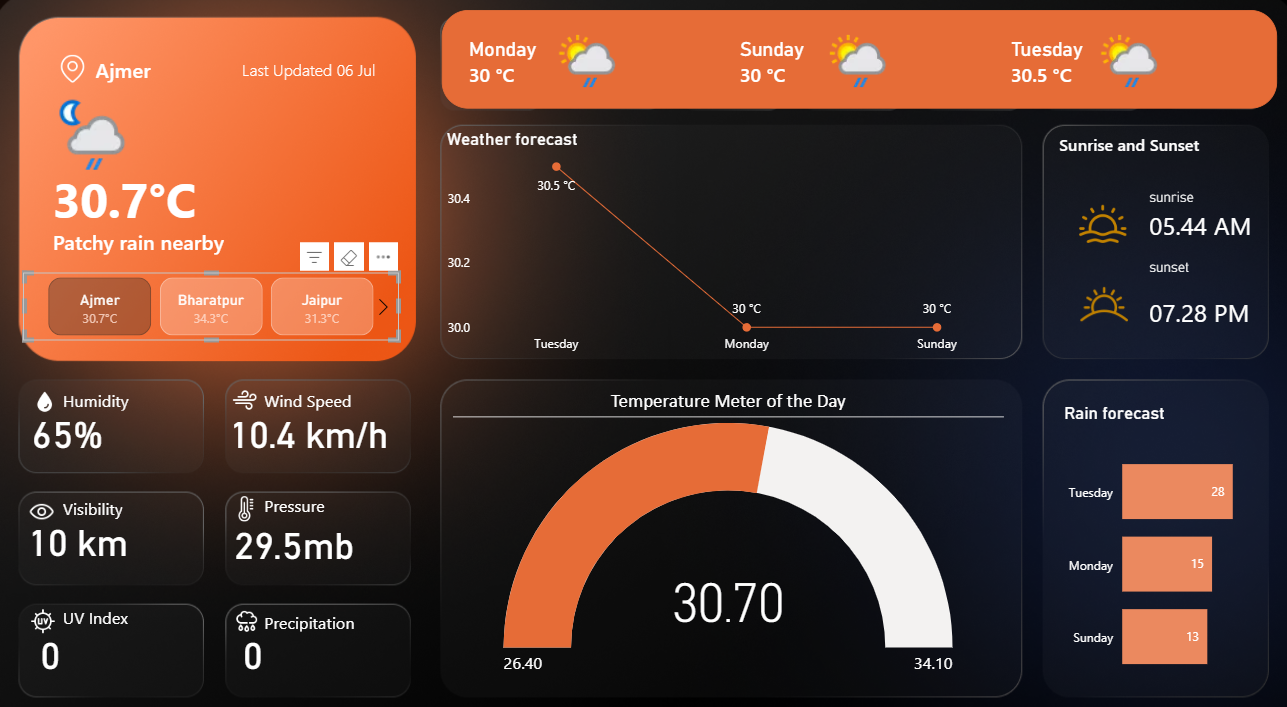 Ajmer
Last Updated 06 Jul
30.7°C
Patchy rain nearby
Ajmer
30.7°C
Bharatpur
34.3°C
Jaipur
31.3°C
Monday
30 °C
Sunday
30 °C
Tuesday
30.5 °C
Weather forecast
30.4
30.2
30.0
30.5 °C
30 °C
30 °C
Tuesday
Monday
Sunday
Sunrise and Sunset
sunrise
05.44 AM
sunset
07.28 PM
Humidity
65%
Wind Speed
10.4 km/h
Visibility
10 km
Pressure
29.5mb
UV
UV Index
0
Precipitation
0
Temperature Meter of the Day
30.70
26.40
34.10
Rain forecast
Tuesday
28
Monday
15
Sunday
13